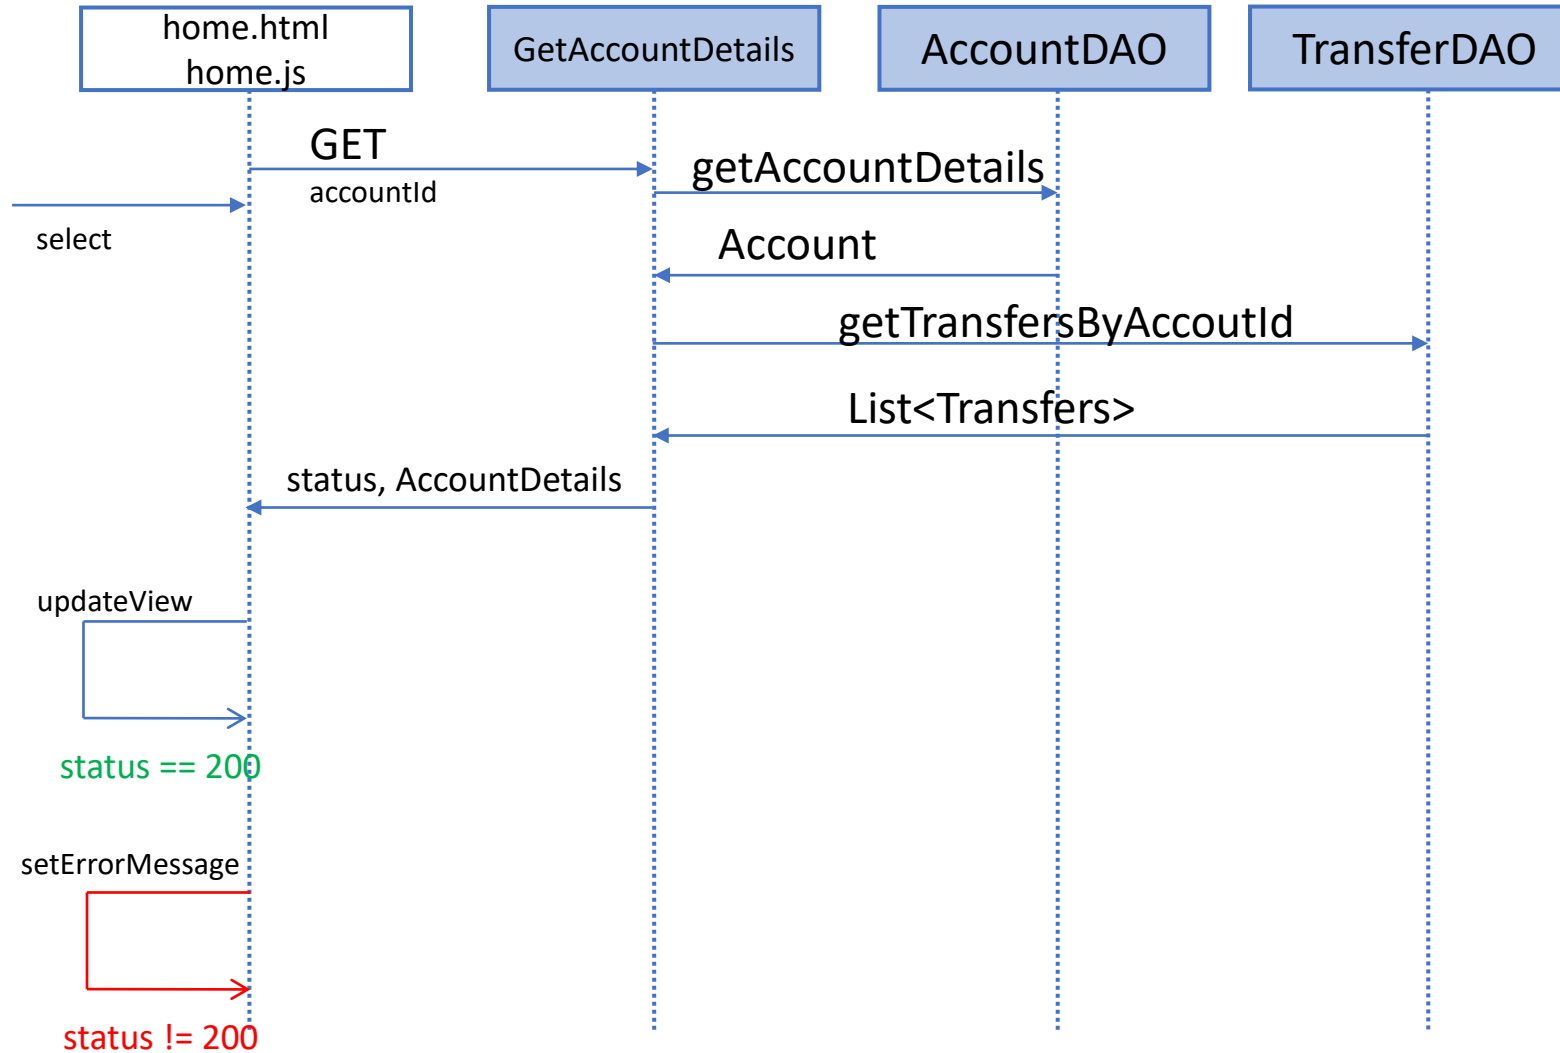 home.html
home.js
GetAccountDetails
AccountDAO
TransferDAO
GET
accountId
getAccountDetails
select
Account
getTransfersByAccoutId
List<Transfers>
status, AccountDetails
updateView
status == 200
setErrorMessage
status != 200